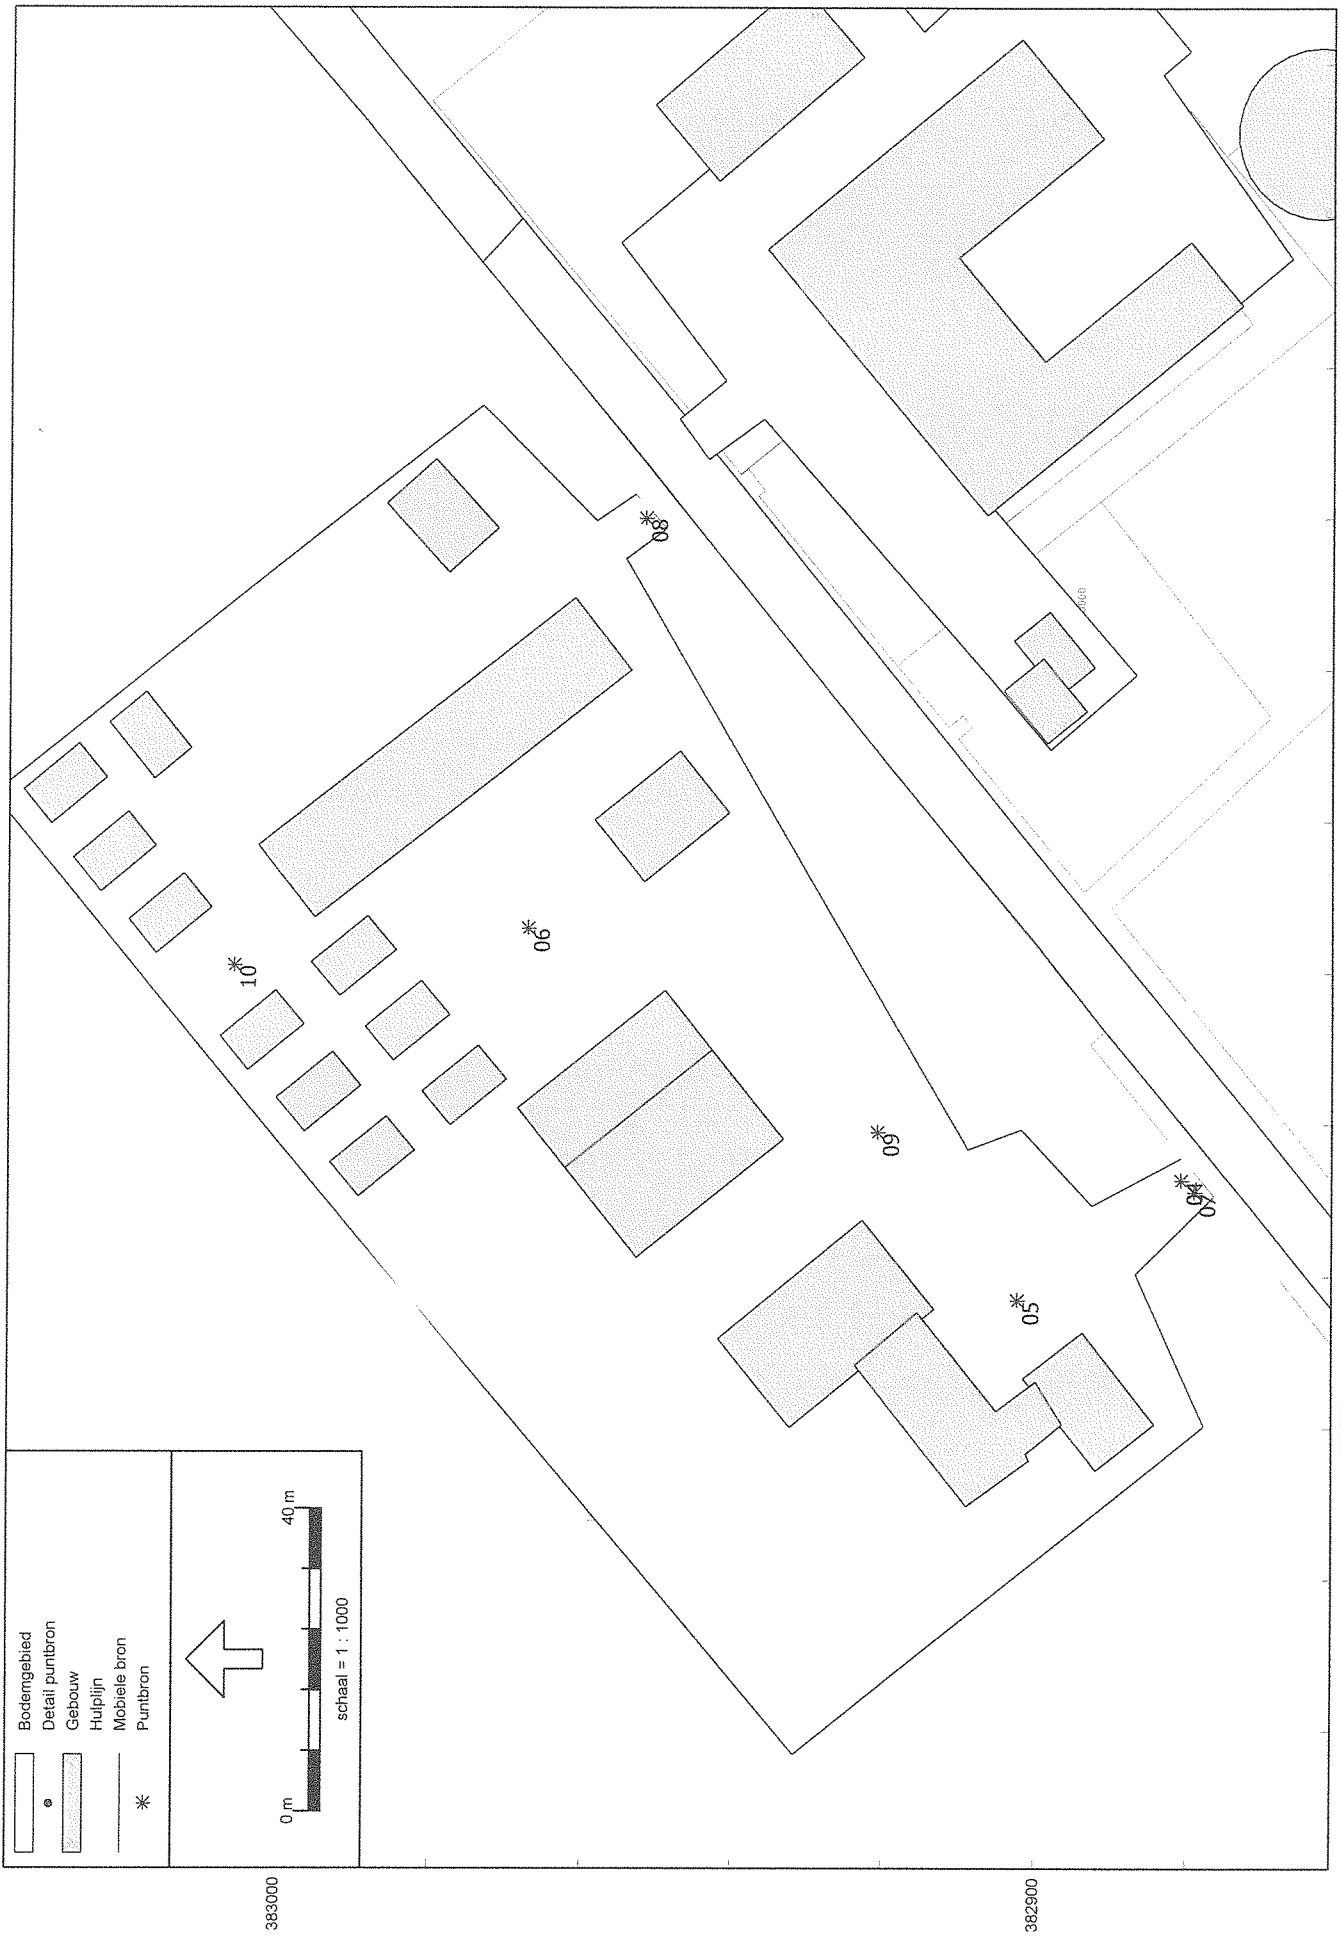 Bodemgebied
Detail puntbron
Gebouw
Hulplijn
Mobiele bron
Puntbron
0 m
40 m
schaal = 1 : 1000
383000
382900
10
06
08
09
05
04
07